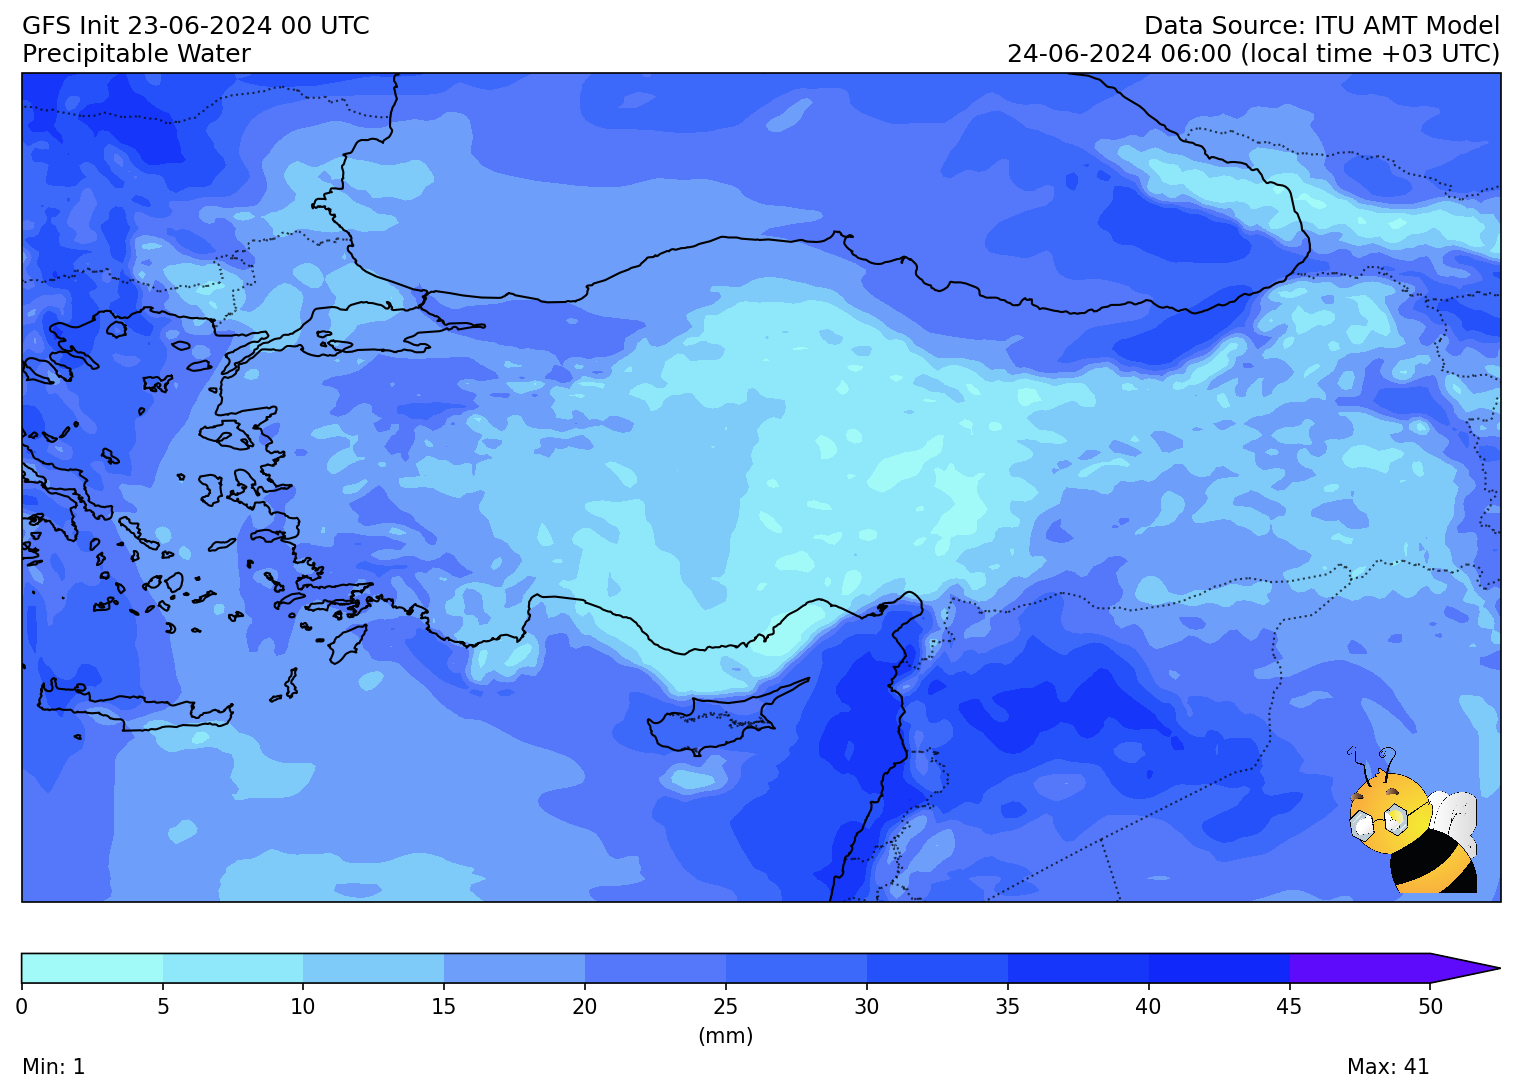 GFS Init 23-06-2024 00 UTC
Data Source: ITU AMT Model
Precipitable Water
24-06-2024 06:00 (local time +03 UTC)
0 5 10 15 20 25 30 35 40 45 50
(mm)
Min: 1
Max: 41